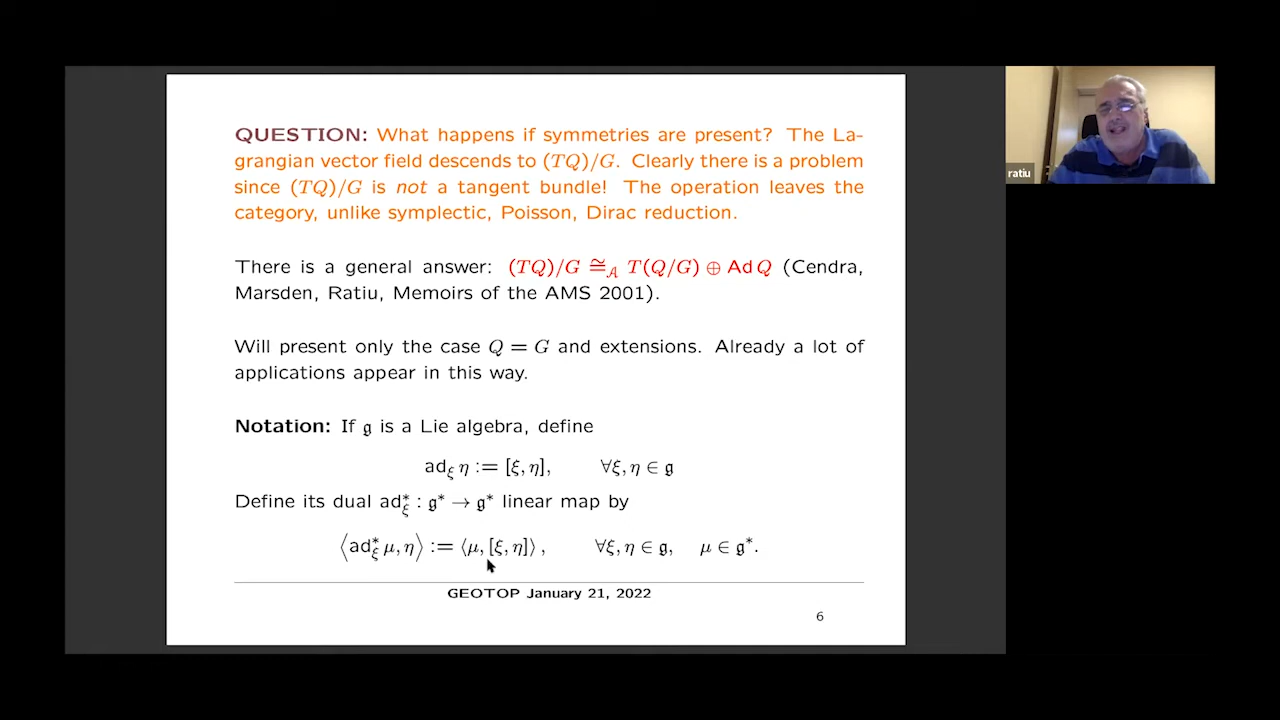 QUESTION: What happens if symmetries are present? The La-
grangian vector field descends to (TQ)/G. Clearly there is a problem
since (TQ)/G is not a tangent bundle! The operation leaves the
category, unlike symplectic, Poisson, Dirac reduction.
There is a general answer: (TQ)/G ≅_𝒜 T(Q/G) ⊕ Ad Q (Cendra,
Marsden, Ratiu, Memoirs of the AMS 2001).
Will present only the case Q = G and extensions. Already a lot of
applications appear in this way.
Notation: If 𝔤 is a Lie algebra, define
ad_ξ η := [ξ, η], ∀ξ, η ∈ 𝔤
Define its dual ad*_ξ : 𝔤* → 𝔤* linear map by
⟨ad*_ξ μ, η⟩ := ⟨μ, [ξ, η]⟩, ∀ξ, η ∈ 𝔤, μ ∈ 𝔤*.
GEOTOP January 21, 2022
6
ratiu